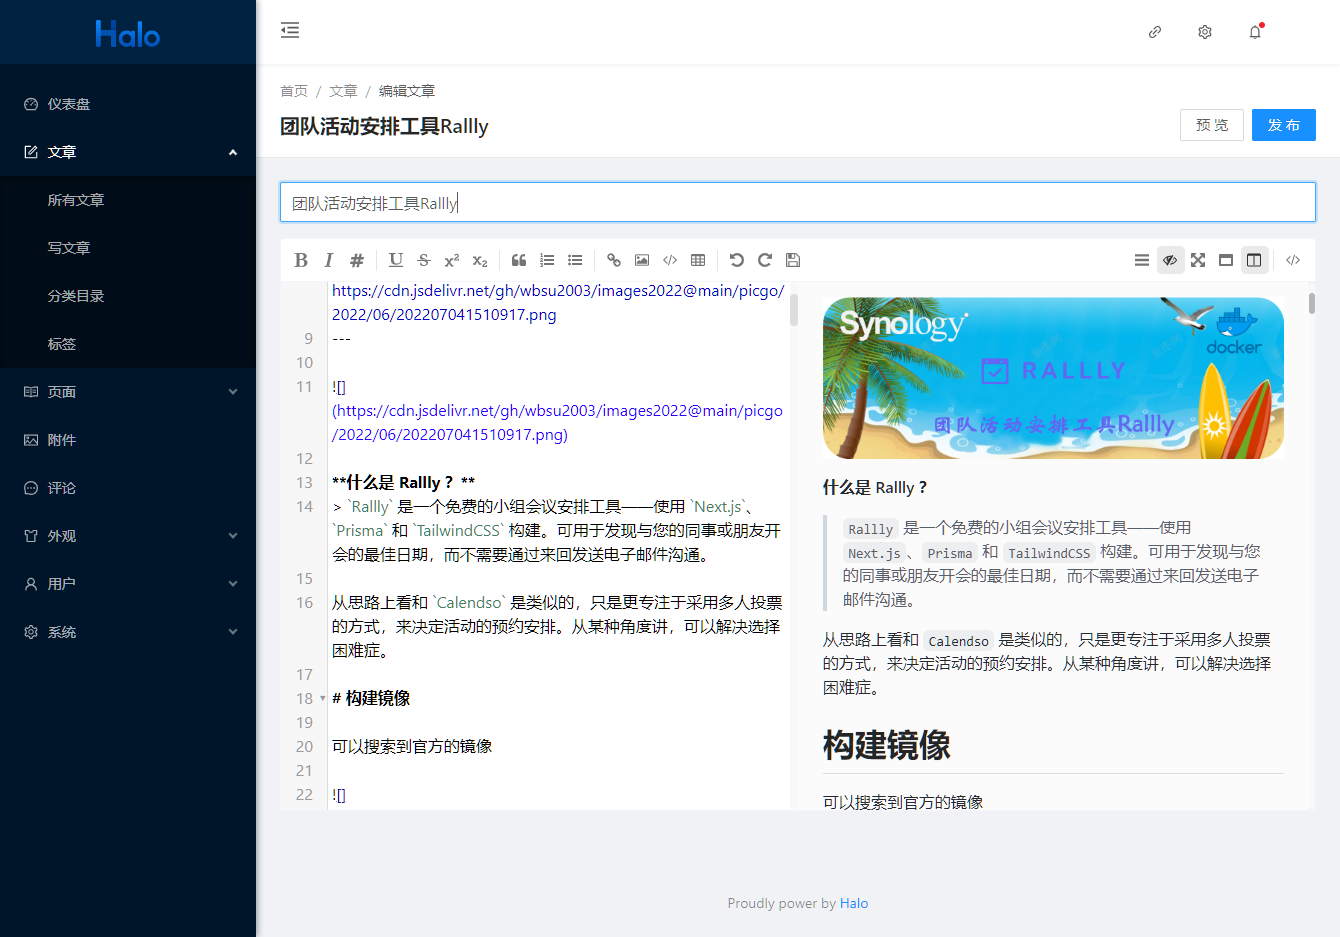 Halo
仪表盘
文章
所有文章
写文章
分类目录
标签
页面
附件
评论
外观
用户
系统
首页 / 文章 / 编辑文章
团队活动安排工具Rallly
预 览
发 布
团队活动安排工具Rallly
https://cdn.jsdelivr.net/gh/wbsu2003/images2022@main/picgo/
2022/06/202207041510917.png
9 ---
10
11 ![]
(https://cdn.jsdelivr.net/gh/wbsu2003/images2022@main/picgo
/2022/06/202207041510917.png)
12
13 **什么是 Rallly ？**
14 > `Rallly` 是一个免费的小组会议安排工具——使用 `Next.js`、
`Prisma` 和 `TailwindCSS` 构建。可用于发现与您的同事或朋友开
会的最佳日期，而不需要通过来回发送电子邮件沟通。
15
16 从思路上看和 `Calendso` 是类似的，只是更专注于采用多人投票
的方式，来决定活动的预约安排。从某种角度讲，可以解决选择
困难症。
17
18 # 构建镜像
19
20 可以搜索到官方的镜像
21
22 ![]
Synology
docker
RALLLY
团队活动安排工具Rallly
什么是 Rallly ？
Rallly 是一个免费的小组会议安排工具——使用
Next.js 、 Prisma 和 TailwindCSS 构建。可用于发现与您
的同事或朋友开会的最佳日期，而不需要通过来回发送电子
邮件沟通。
从思路上看和 Calendso 是类似的，只是更专注于采用多人投票
的方式，来决定活动的预约安排。从某种角度讲，可以解决选择
困难症。
构建镜像
可以搜索到官方的镜像
Proudly power by Halo